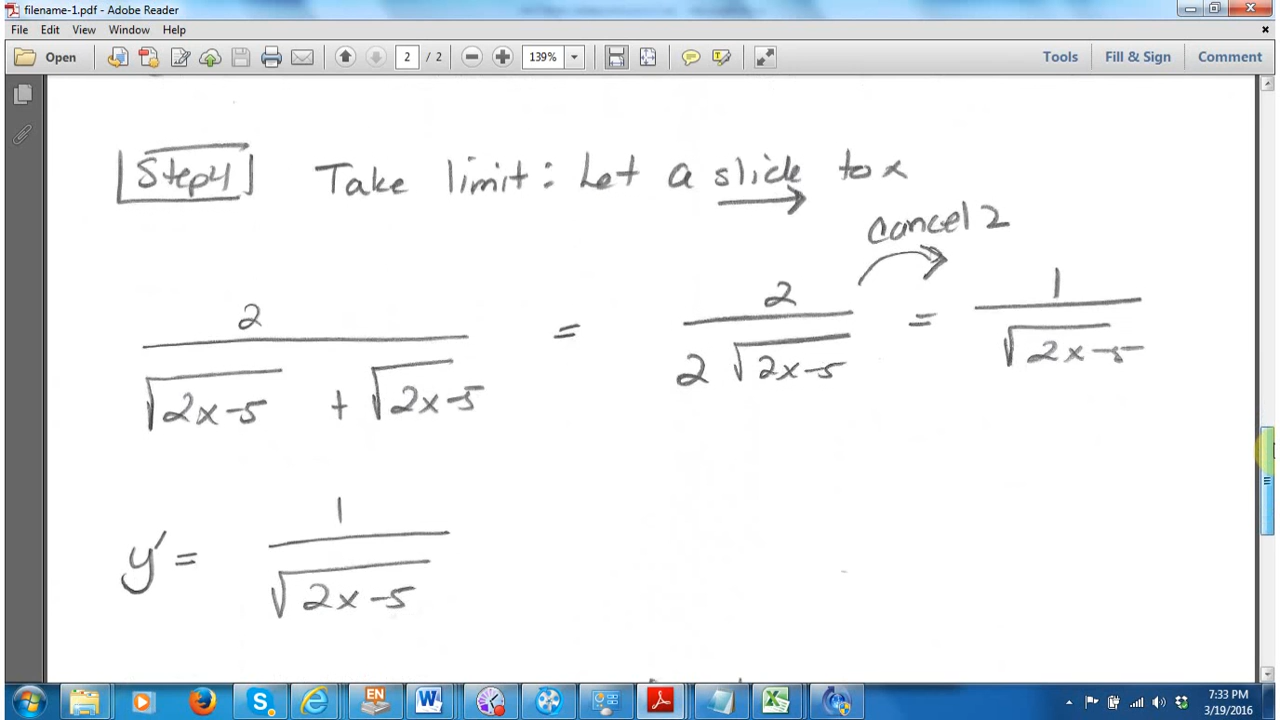 filename-1.pdf - Adobe Reader
File Edit View Window Help
Open 2 / 2 139% Tools Fill & Sign Comment
Step4 Take limit: Let a slide to x
cancel 2
2 / (√2x-5 + √2x-5) = 2 / (2 √2x-5) = 1 / √2x-5
y' = 1 / √2x-5
EN
7:33 PM
3/19/2016